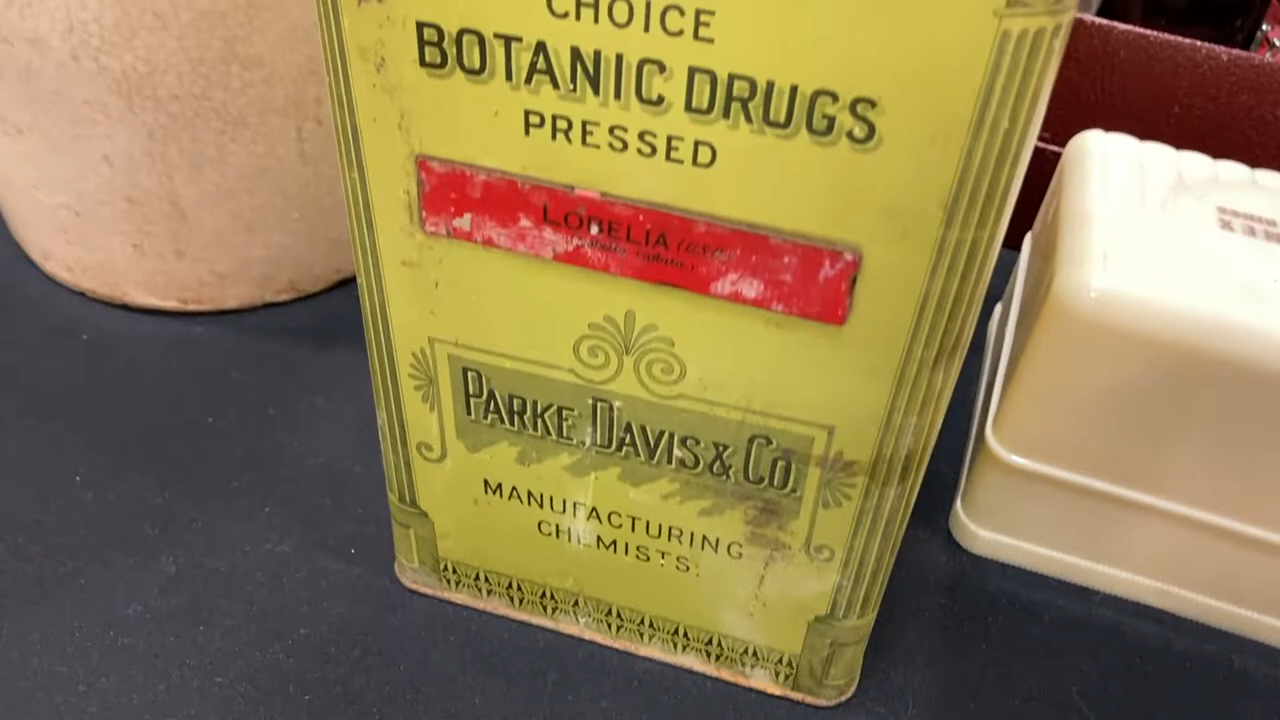 CHOICE
BOTANIC DRUGS
PRESSED
LOBELIA
PARKE, DAVIS & CO.
MANUFACTURING
CHEMISTS.